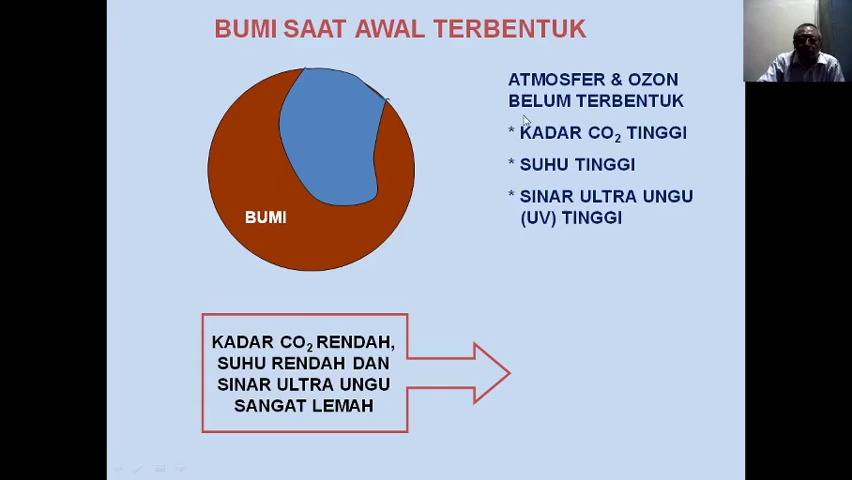 BUMI SAAT AWAL TERBENTUK
ATMOSFER & OZON
BELUM TERBENTUK
* KADAR CO₂ TINGGI
* SUHU TINGGI
* SINAR ULTRA UNGU
(UV) TINGGI
BUMI
KADAR CO₂ RENDAH,
SUHU RENDAH DAN
SINAR ULTRA UNGU
SANGAT LEMAH